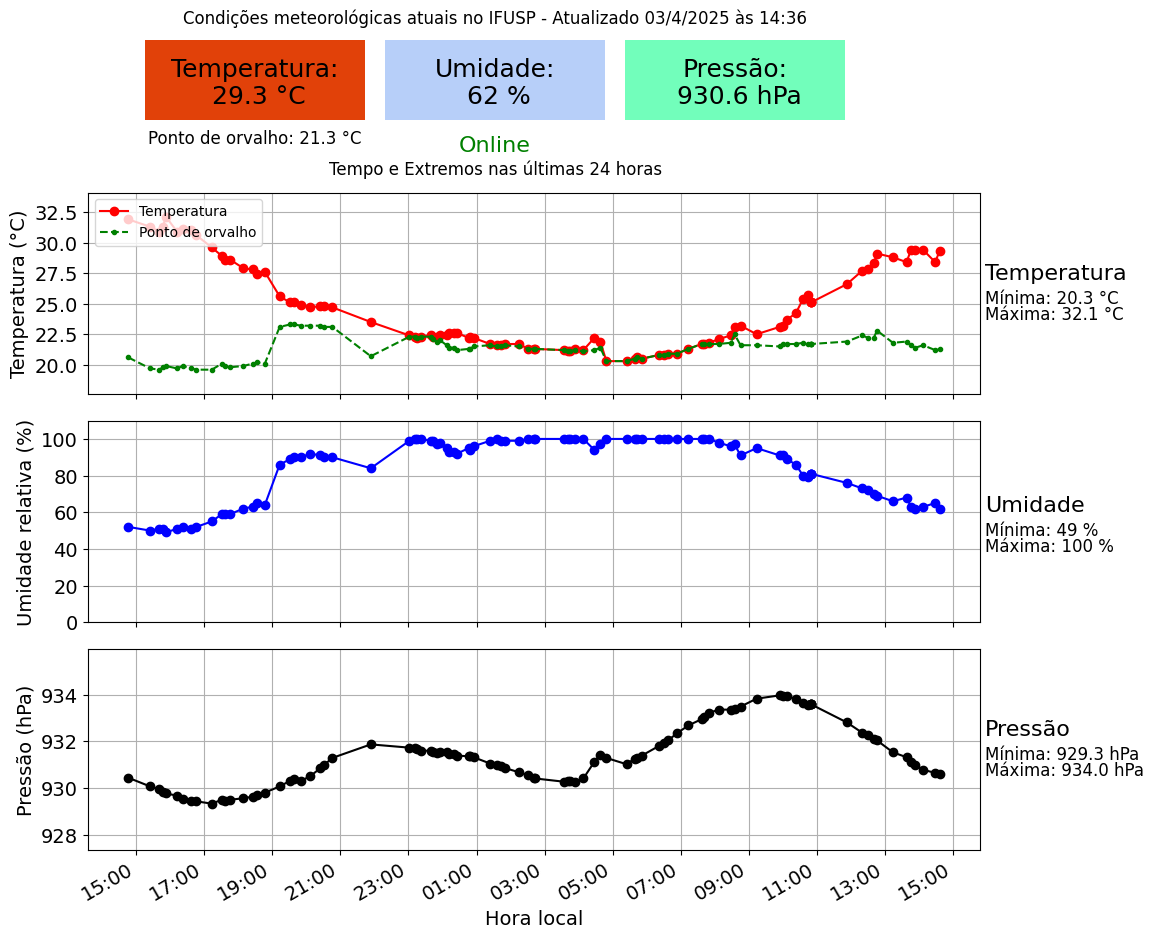 Condições meteorológicas atuais no IFUSP - Atualizado 03/4/2025 às 14:36
Temperatura:
29.3 °C
Umidade:
62 %
Pressão:
930.6 hPa
Ponto de orvalho: 21.3 °C
Online
Tempo e Extremos nas últimas 24 horas
Temperatura (°C)
32.5
30.0
27.5
25.0
22.5
20.0
Temperatura
Ponto de orvalho
Temperatura
Mínima: 20.3 °C
Máxima: 32.1 °C
Umidade relativa (%)
100
80
60
40
20
0
Umidade
Mínima: 49 %
Máxima: 100 %
Pressão (hPa)
934
932
930
928
Pressão
Mínima: 929.3 hPa
Máxima: 934.0 hPa
15:00 17:00 19:00 21:00 23:00 01:00 03:00 05:00 07:00 09:00 11:00 13:00 15:00
Hora local